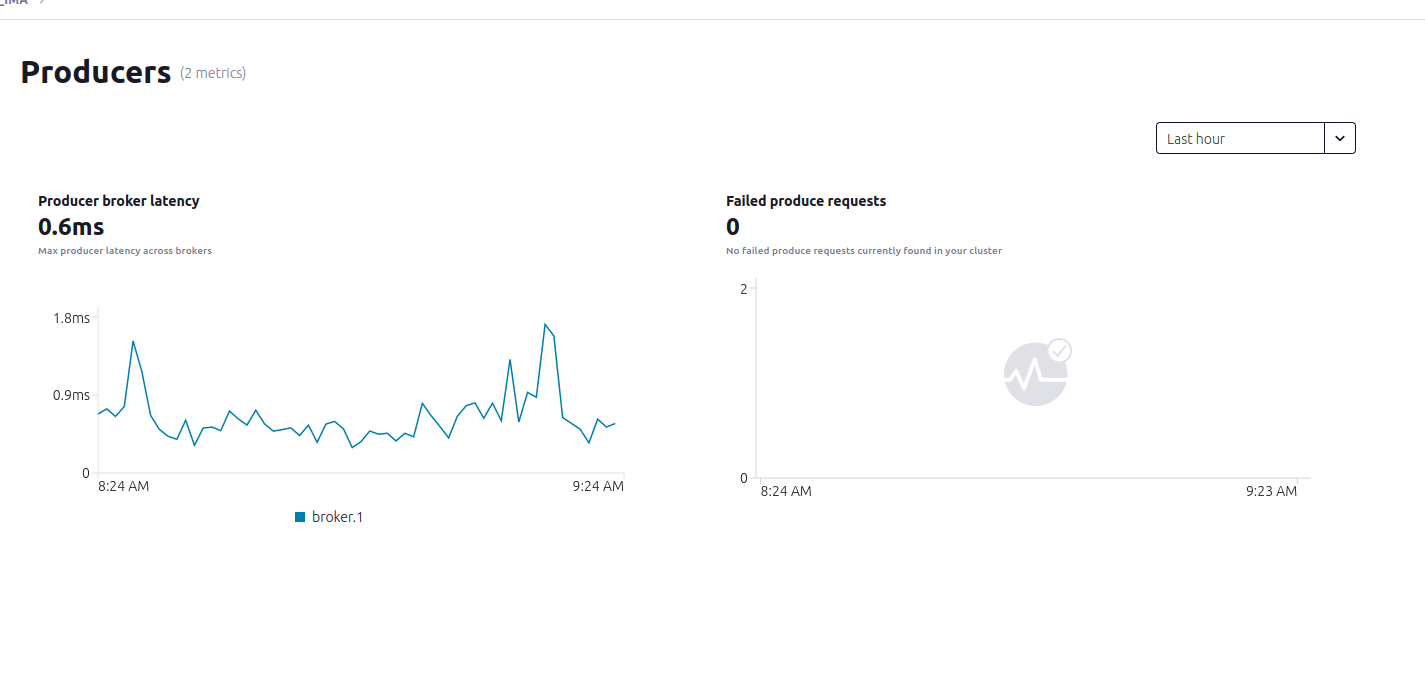 _IMA
Producers (2 metrics)
Last hour
Producer broker latency
0.6ms
Max producer latency across brokers
1.8ms
0.9ms
0
8:24 AM 9:24 AM
broker.1
Failed produce requests
0
No failed produce requests currently found in your cluster
2
0
8:24 AM 9:23 AM